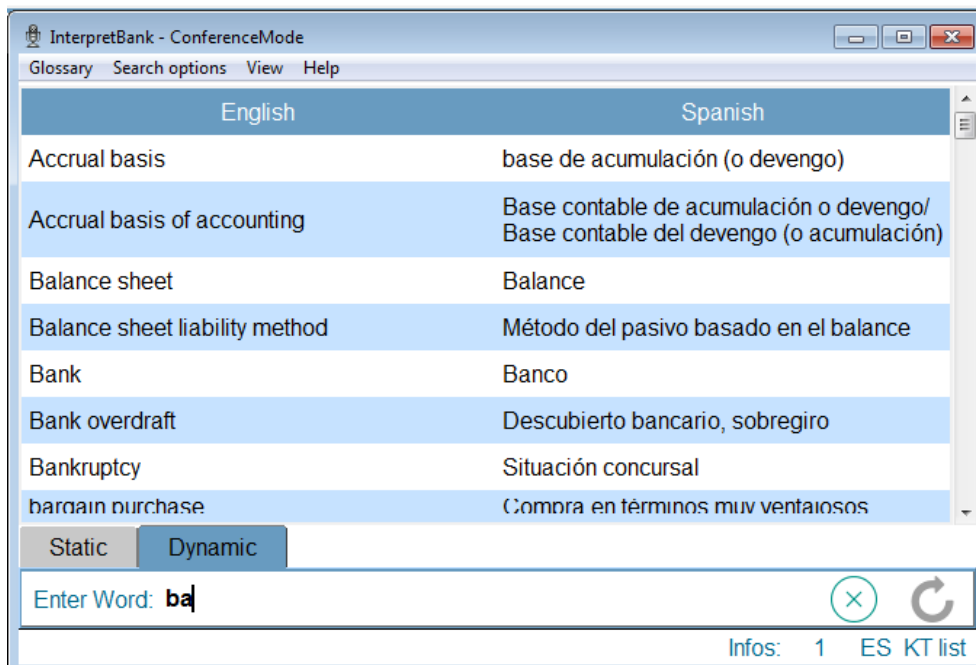 InterpretBank - ConferenceMode
Glossary Search options View Help
English Spanish
Accrual basis base de acumulación (o devengo)
Accrual basis of accounting Base contable de acumulación o devengo/
Base contable del devengo (o acumulación)
Balance sheet Balance
Balance sheet liability method Método del pasivo basado en el balance
Bank Banco
Bank overdraft Descubierto bancario, sobregiro
Bankruptcy Situación concursal
bargain purchase Compra en términos muy ventajosos
Static Dynamic
Enter Word: ba
Infos: 1 ES KT list